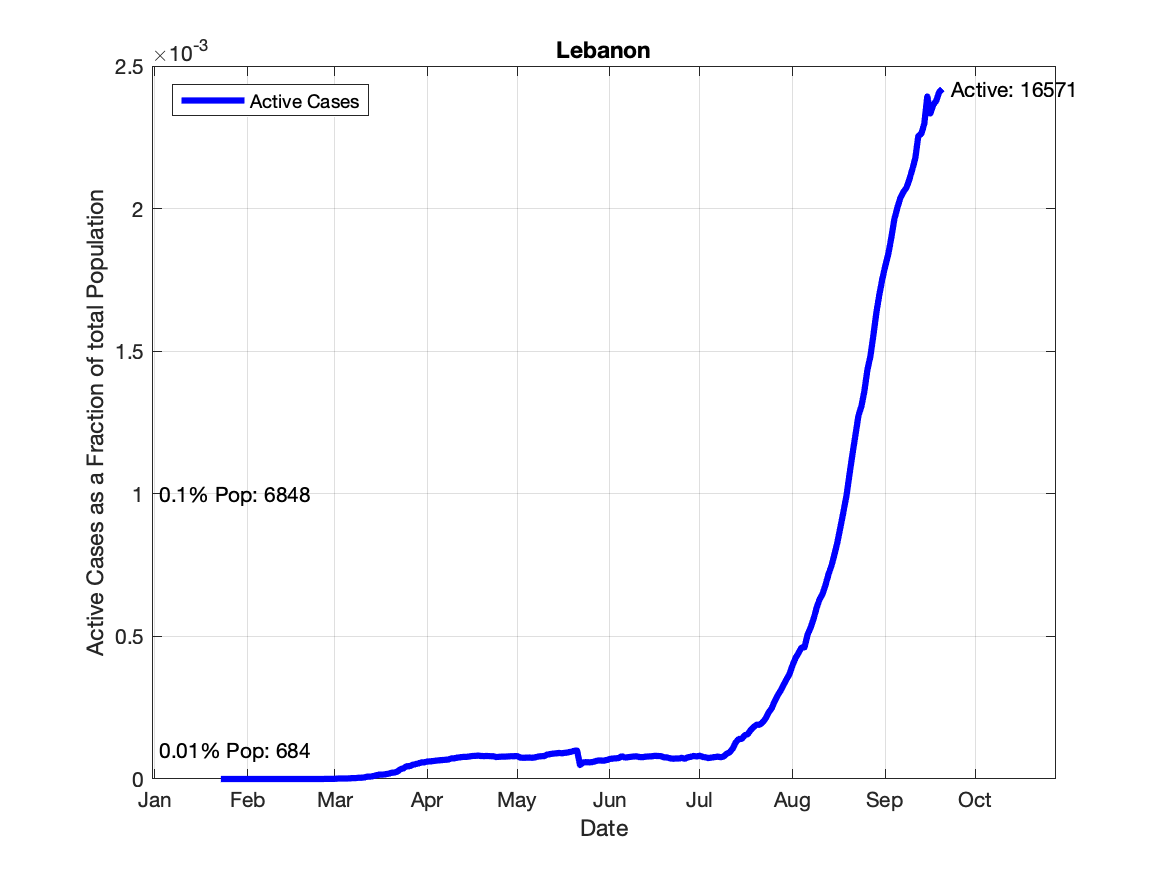 Lebanon
×10-3
2.5
2
1.5
1
0.5
0
Active Cases as a Fraction of total Population
Active Cases
Active: 16571
0.1% Pop: 6848
0.01% Pop: 684
Jan Feb Mar Apr May Jun Jul Aug Sep Oct
Date